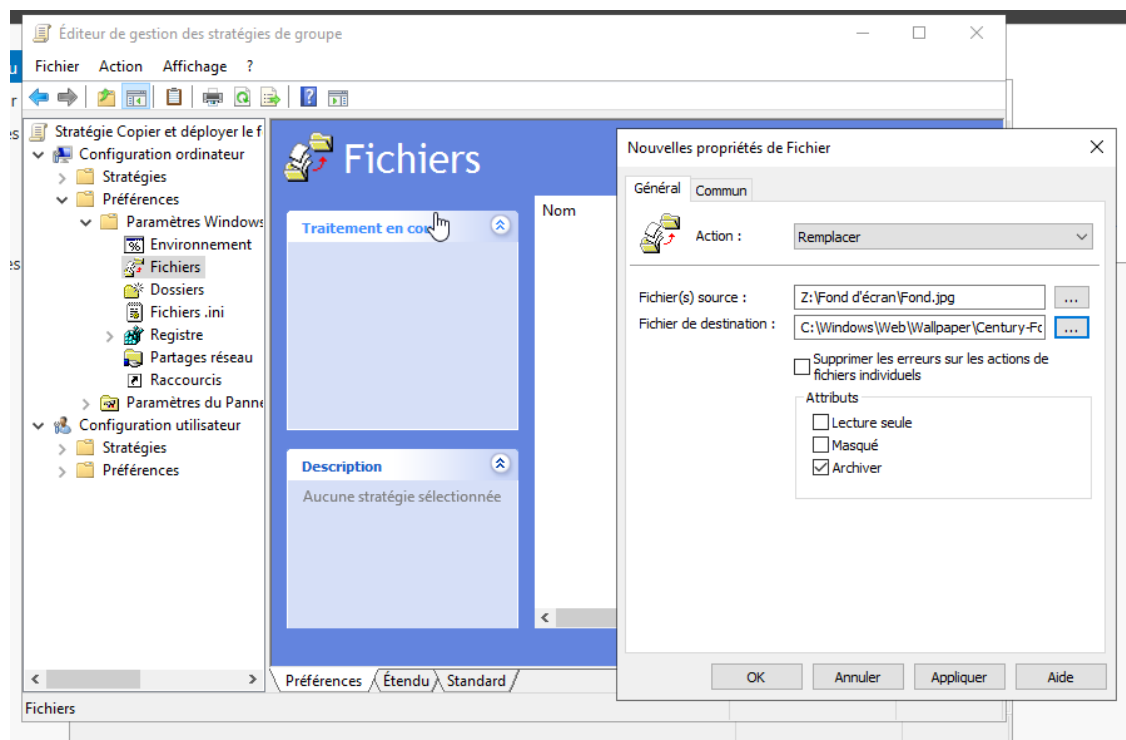 Éditeur de gestion des stratégies de groupe
Fichier Action Affichage ?
Stratégie Copier et déployer le f
Configuration ordinateur
Stratégies
Préférences
Paramètres Windows
Environnement
Fichiers
Dossiers
Fichiers .ini
Registre
Partages réseau
Raccourcis
Paramètres du Panne
Configuration utilisateur
Stratégies
Préférences
Fichiers
Traitement en cou
Description
Aucune stratégie sélectionnée
Nom
Préférences Étendu Standard
Fichiers
Nouvelles propriétés de Fichier
Général Commun
Action : Remplacer
Fichier(s) source : Z:\Fond d'écran\Fond.jpg ...
Fichier de destination : C:\Windows\Web\Wallpaper\Century-Fc ...
Supprimer les erreurs sur les actions de
fichiers individuels
Attributs
Lecture seule
Masqué
Archiver
OK Annuler Appliquer Aide